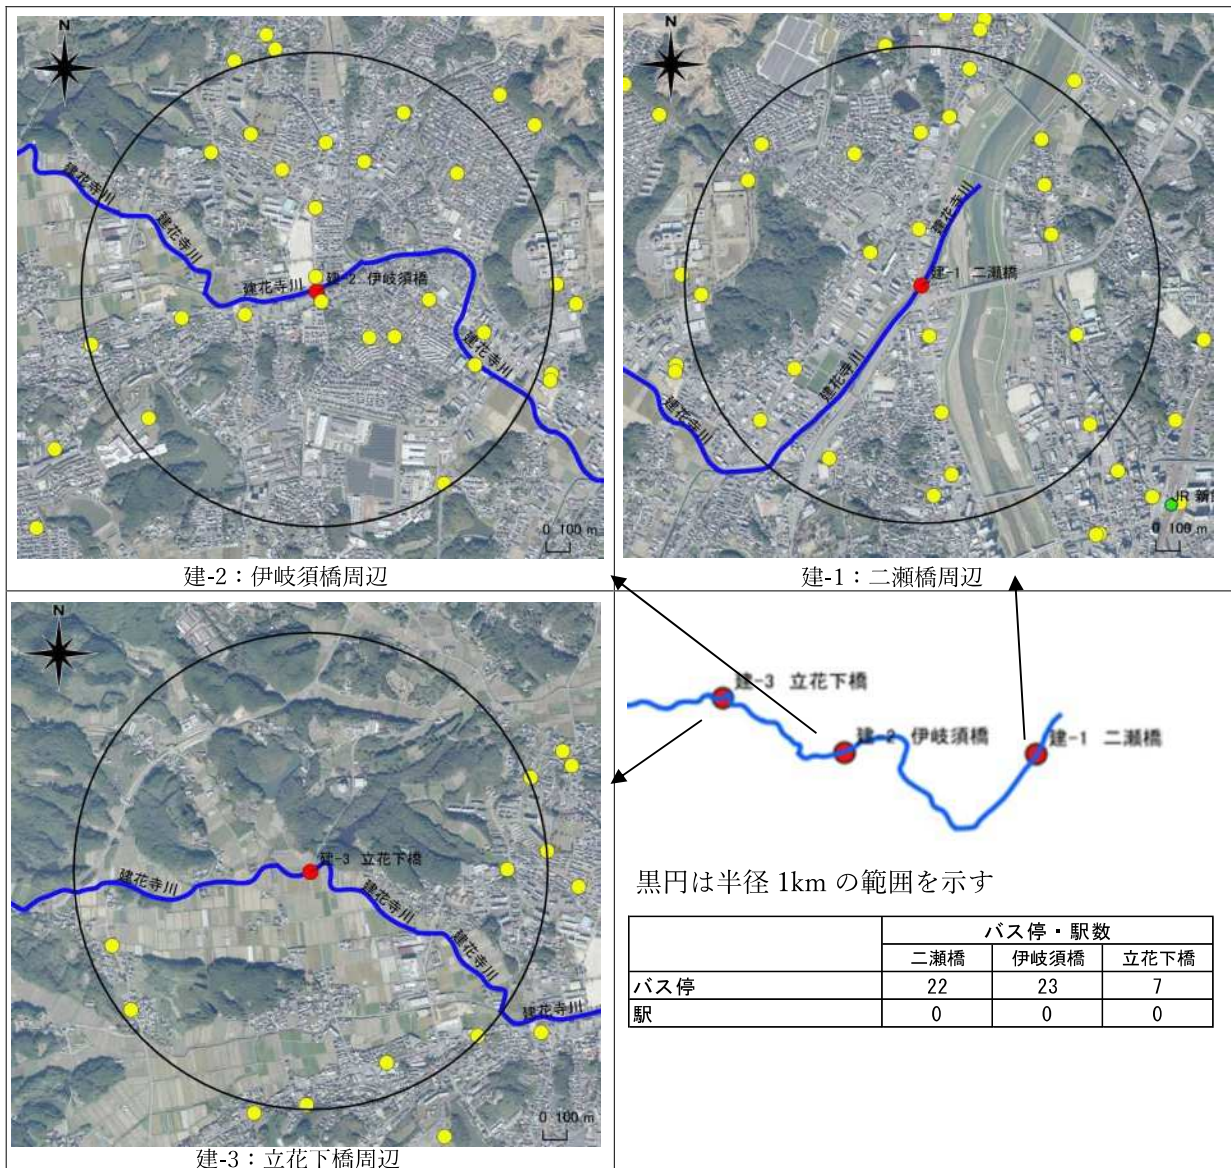 N
建花寺川
建花寺川
建花寺川
建-2 伊岐須橋
建花寺川
0 100 m
建-2：伊岐須橋周辺
N
建花寺川
建-1 二瀬橋
建花寺川
建花寺川
JR 新
0 100 m
建-1：二瀬橋周辺
N
建-3 立花下橋
建花寺川
建花寺川
建花寺川
建花寺川
0 100 m
建-3：立花下橋周辺
建-3 立花下橋
建-2 伊岐須橋
建-1 二瀬橋
黒円は半径 1km の範囲を示す
バス停・駅数
二瀬橋 伊岐須橋 立花下橋
バス停 22 23 7
駅 0 0 0